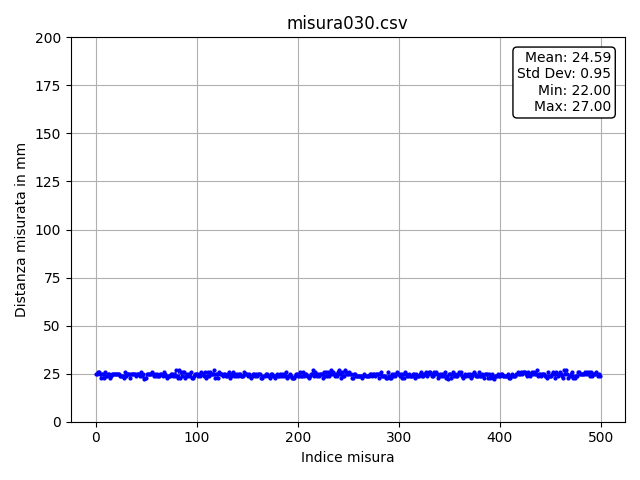 misura030.csv
Mean: 24.59
Std Dev: 0.95
Min: 22.00
Max: 27.00
Distanza misurata in mm
200
175
150
125
100
75
50
25
0
0 100 200 300 400 500
Indice misura